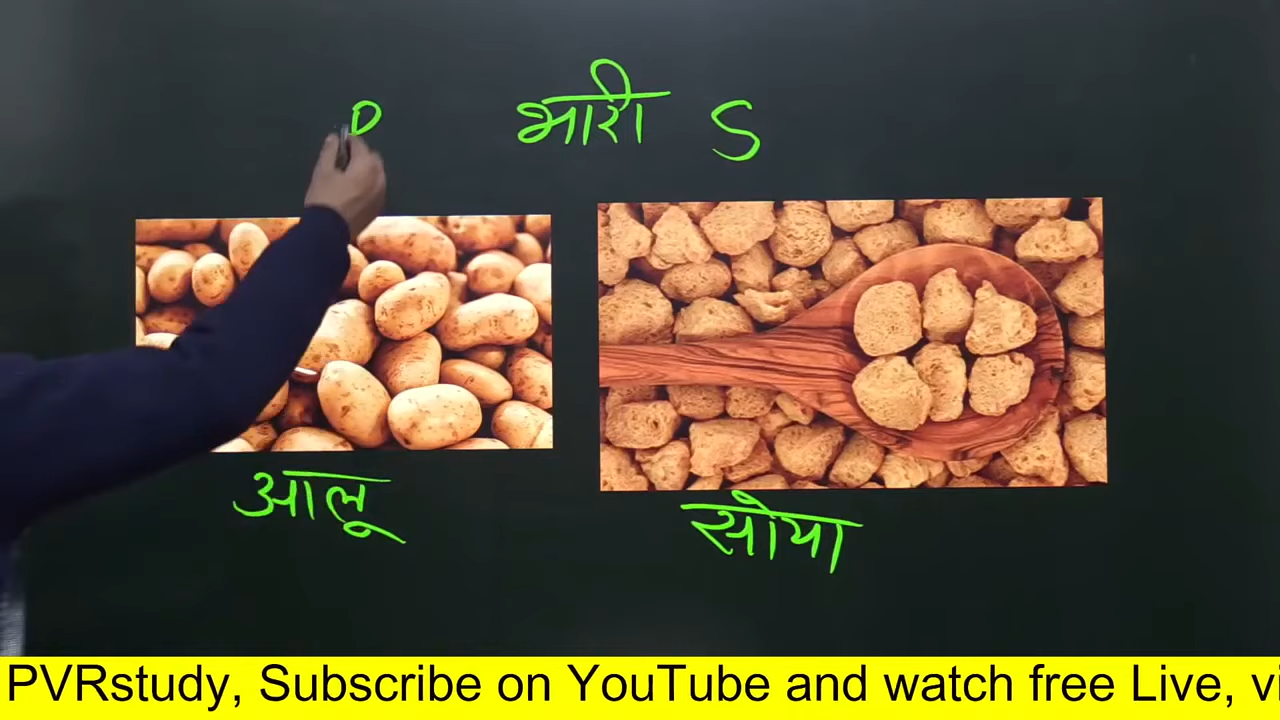 भारी S
आलू
सोया
PVRstudy, Subscribe on YouTube and watch free Live, vi